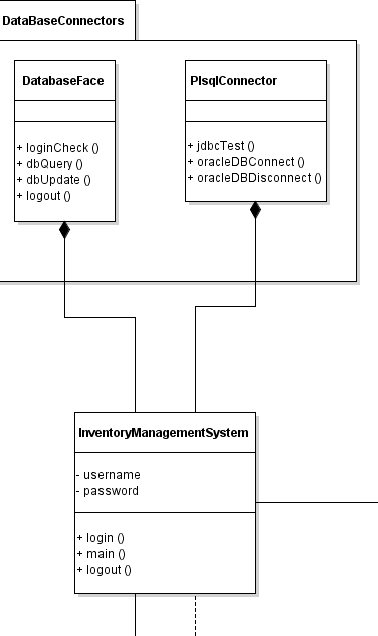 DataBaseConnectors
DatabaseFace
+ loginCheck ()
+ dbQuery ()
+ dbUpdate ()
+ logout ()
PlsqlConnector
+ jdbcTest ()
+ oracleDBConnect ()
+ oracleDBDisconnect ()
InventoryManagementSystem
- username
- password
+ login ()
+ main ()
+ logout ()